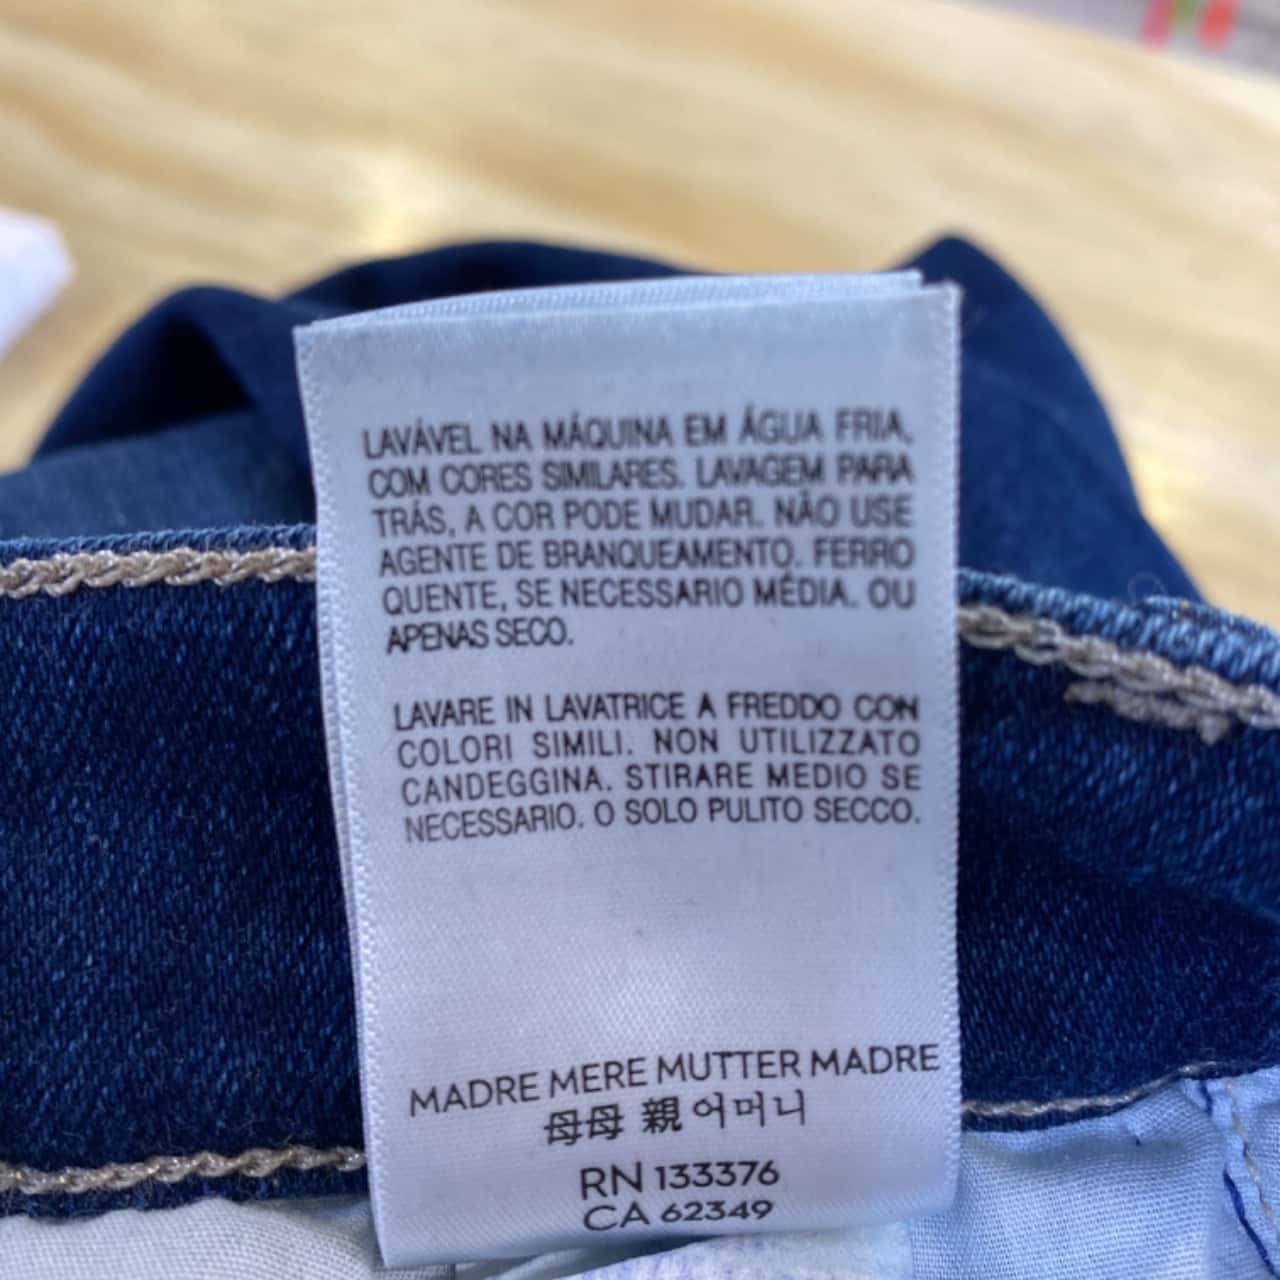 LAVÁVEL NA MÁQUINA EM ÁGUA FRIA,
COM CORES SIMILARES. LAVAGEM PARA
TRÁS, A COR PODE MUDAR. NÃO USE
AGENTE DE BRANQUEAMENTO. FERRO
QUENTE, SE NECESSARIO MÉDIA. OU
APENAS SECO.
LAVARE IN LAVATRICE A FREDDO CON
COLORI SIMILI. NON UTILIZZATO
CANDEGGINA. STIRARE MEDIO SE
NECESSARIO. O SOLO PULITO SECCO.
MADRE MERE MUTTER MADRE
母母 親 어머니
RN 133376
CA 62349